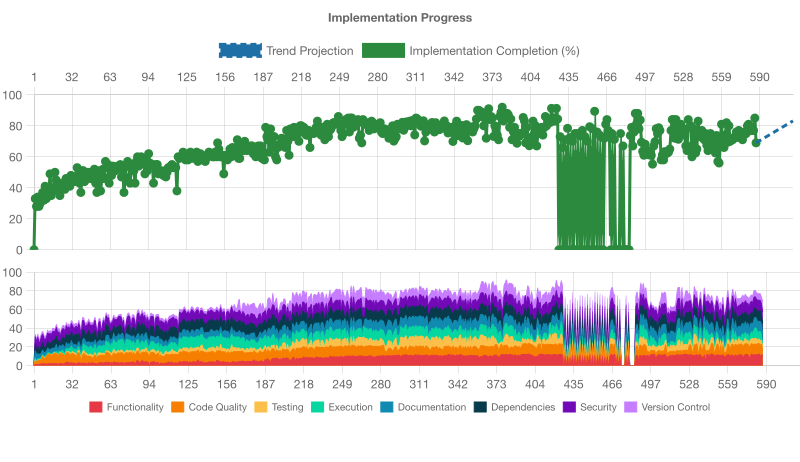 Implementation Progress
Trend Projection Implementation Completion (%)
1 32 63 94 125 156 187 218 249 280 311 342 373 404 435 466 497 528 559 590
100
80
60
40
20
0
100
80
60
40
20
0
1 32 63 94 125 156 187 218 249 280 311 342 373 404 435 466 497 528 559 590
Functionality Code Quality Testing Execution Documentation Dependencies Security Version Control